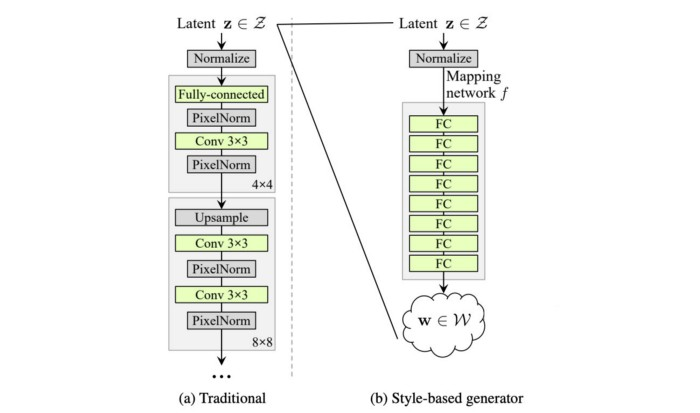 Latent z ∈ 𝒵
Normalize
Fully-connected
PixelNorm
Conv 3×3
PixelNorm
4×4
Upsample
Conv 3×3
PixelNorm
Conv 3×3
PixelNorm
8×8
...
(a) Traditional
Latent z ∈ 𝒵
Normalize
Mapping
network f
FC
FC
FC
FC
FC
FC
FC
FC
w ∈ 𝒲
(b) Style-based generator